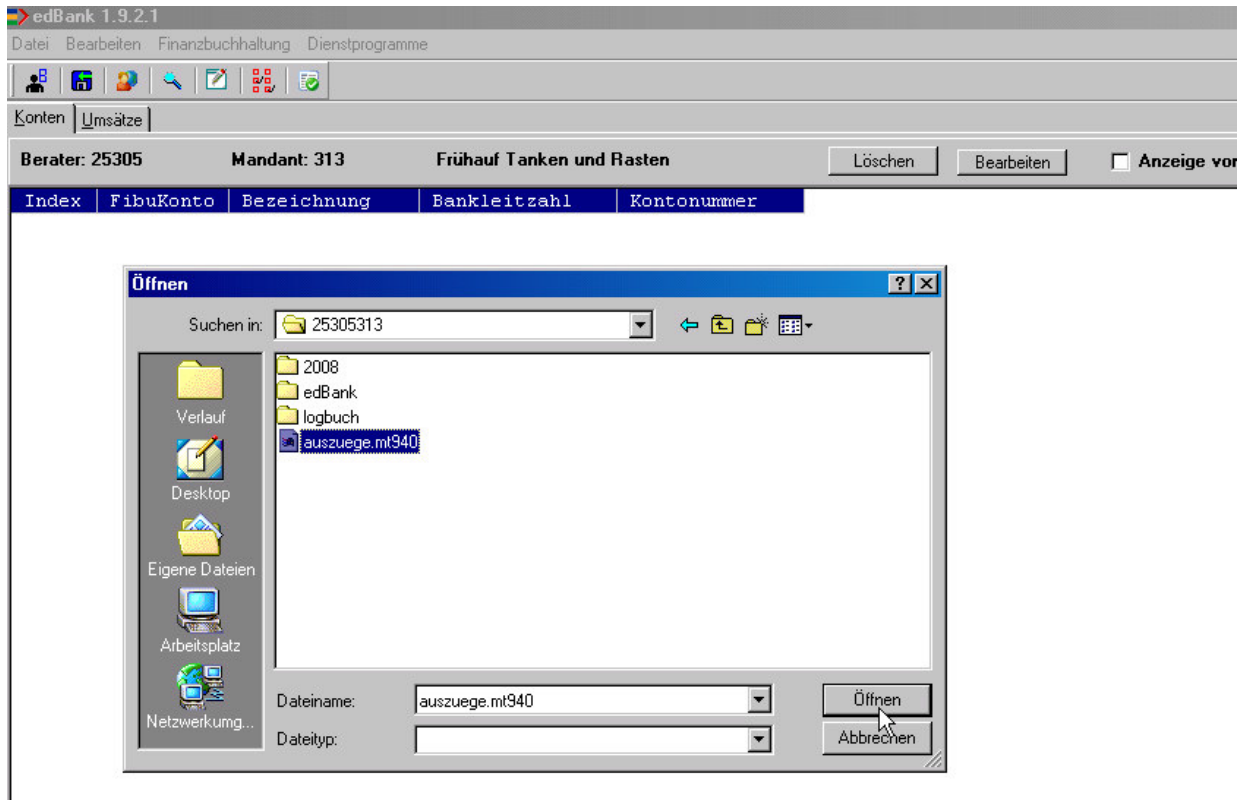 edBank 1.9.2.1
Datei Bearbeiten Finanzbuchhaltung Dienstprogramme
Konten Umsätze
Berater: 25305 Mandant: 313 Frühauf Tanken und Rasten Löschen Bearbeiten Anzeige vor
Index FibuKonto Bezeichnung Bankleitzahl Kontonummer
Öffnen
Suchen in: 25305313
2008
edBank
logbuch
auszuege.mt940
Verlauf
Desktop
Eigene Dateien
Arbeitsplatz
Netzwerkumg...
Dateiname: auszuege.mt940 Öffnen
Dateityp: Abbrechen